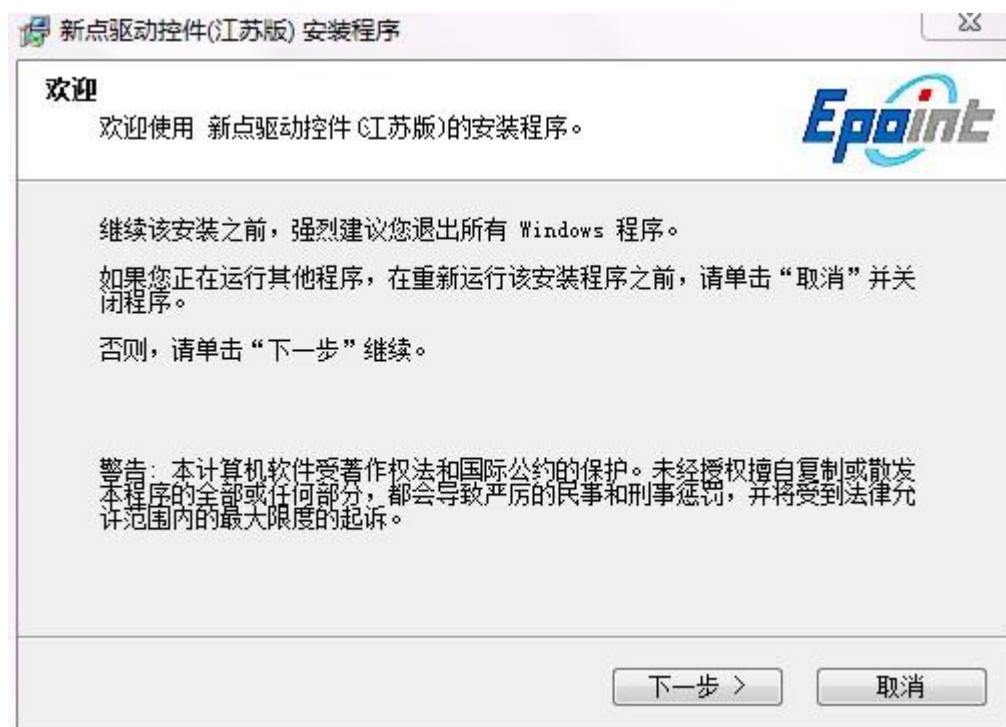 新点驱动控件(江苏版) 安装程序
欢迎
欢迎使用 新点驱动控件(江苏版)的安装程序。
Epoint
继续该安装之前，强烈建议您退出所有 Windows 程序。
如果您正在运行其他程序，在重新运行该安装程序之前，请单击“取消”并关
闭程序。
否则，请单击“下一步”继续。
警告: 本计算机软件受著作权法和国际公约的保护。未经授权擅自复制或散发
本程序的全部或任何部分，都会导致严厉的民事和刑事惩罚，并将受到法律允
许范围内的最大限度的起诉。
下一步 >
取消